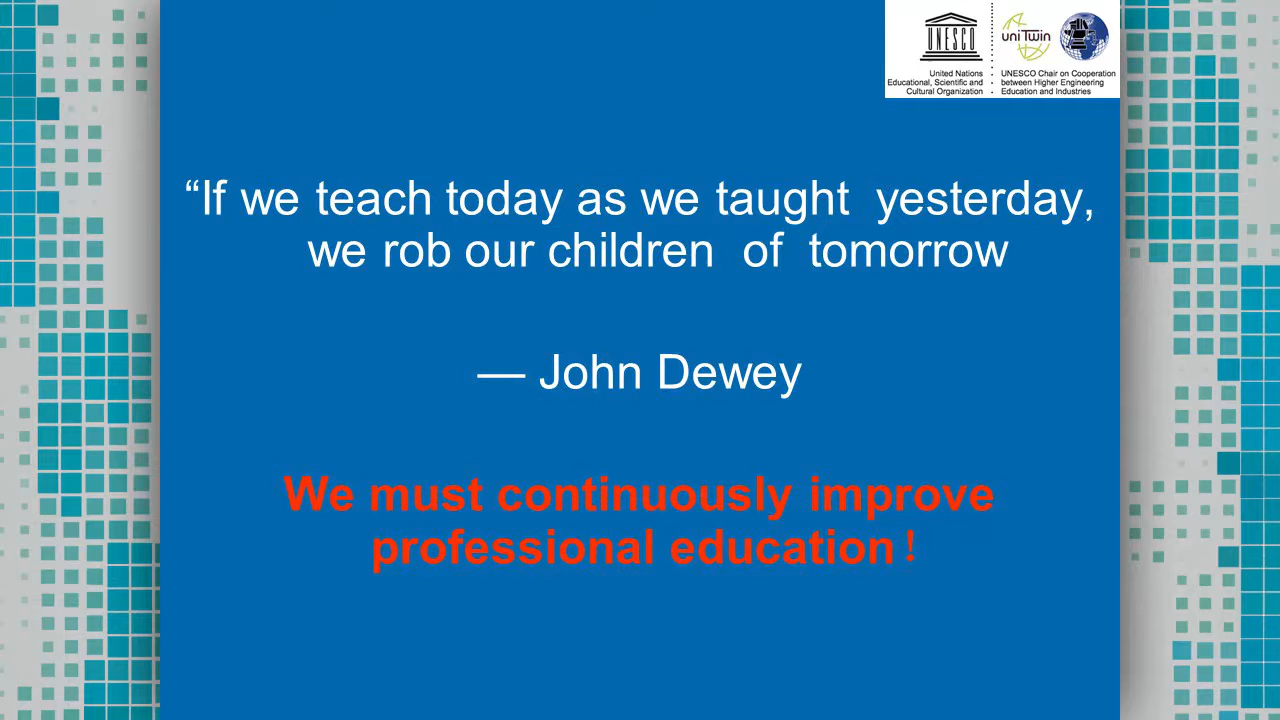 UNESCO
United Nations
Educational, Scientific and
Cultural Organization
uniTwin
UNESCO Chair on Cooperation
between Higher Engineering
Education and Industries
“If we teach today as we taught yesterday,
we rob our children of tomorrow
— John Dewey
We must continuously improve
professional education！